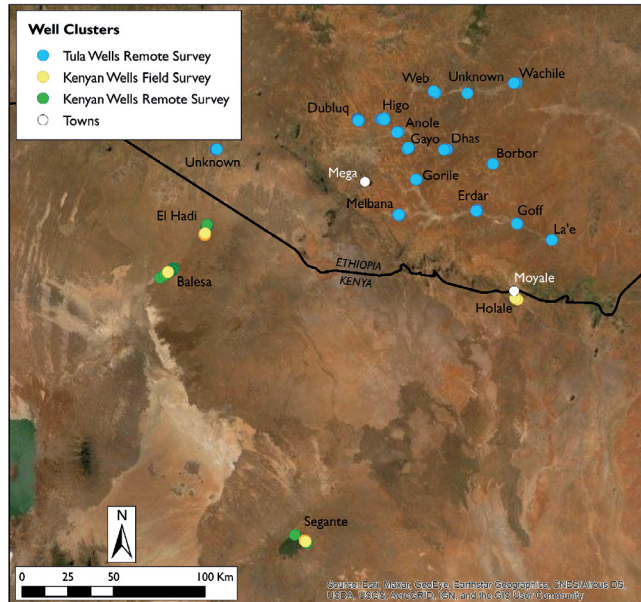 Well Clusters
Tula Wells Remote Survey
Kenyan Wells Field Survey
Kenyan Wells Remote Survey
Towns
Web
Unknown
Wachile
Dubluq
Higo
Anole
Gayo
Dhas
Unknown
Borbor
Mega
Gorile
Melbana
Erdar
El Hadi
Goff
La'e
ETHIOPIA
KENYA
Balesa
Moyale
Holale
Segante
N
0 25 50 100 Km
Source: Esri, Maxar, GeoEye, Earthstar Geographics, CNES/Airbus DS,
USDA, USGS, AeroGRID, IGN, and the GIS User Community